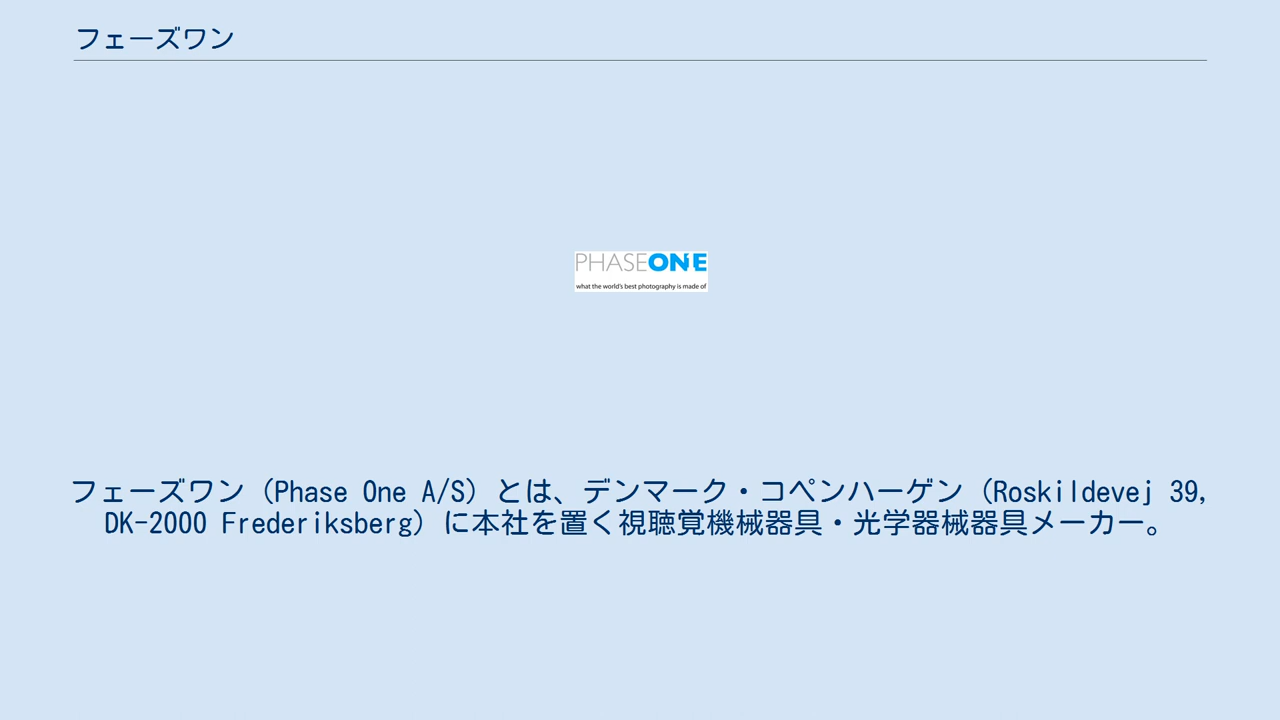 フェーズワン
PHASEONE
what the world's best photography is made of
フェーズワン（Phase One A/S）とは、デンマーク・コペンハーゲン（Roskildevej 39,
DK-2000 Frederiksberg）に本社を置く視聴覚機械器具・光学器械器具メーカー。